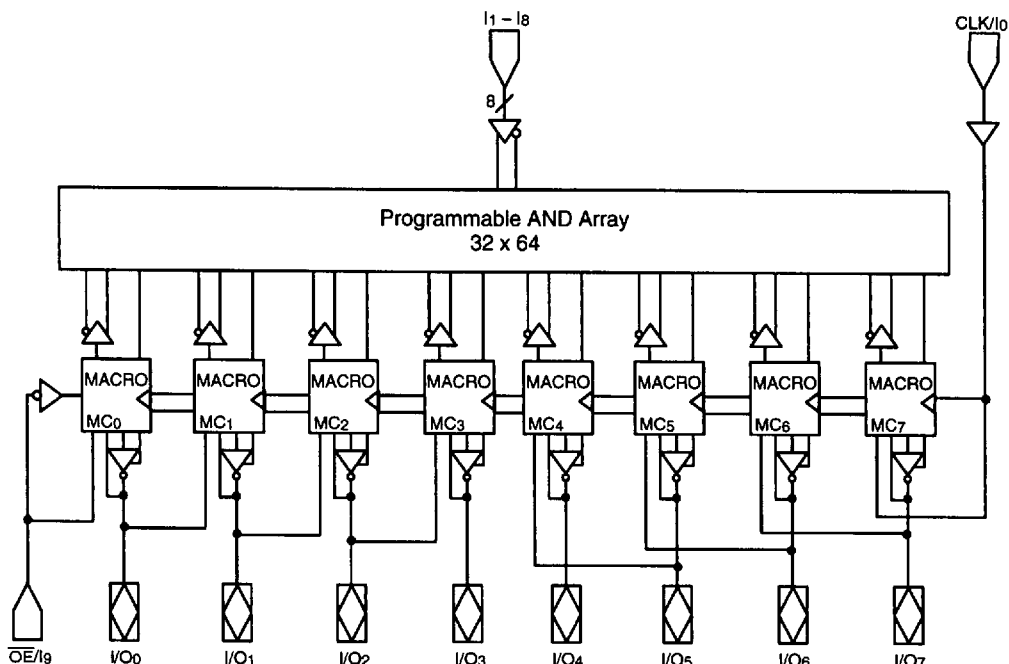 I1 – I8
CLK/I0
8
Programmable AND Array
32 x 64
MACRO MACRO MACRO MACRO MACRO MACRO MACRO MACRO
MC0 MC1 MC2 MC3 MC4 MC5 MC6 MC7
OE/I9 I/O0 I/O1 I/O2 I/O3 I/O4 I/O5 I/O6 I/O7